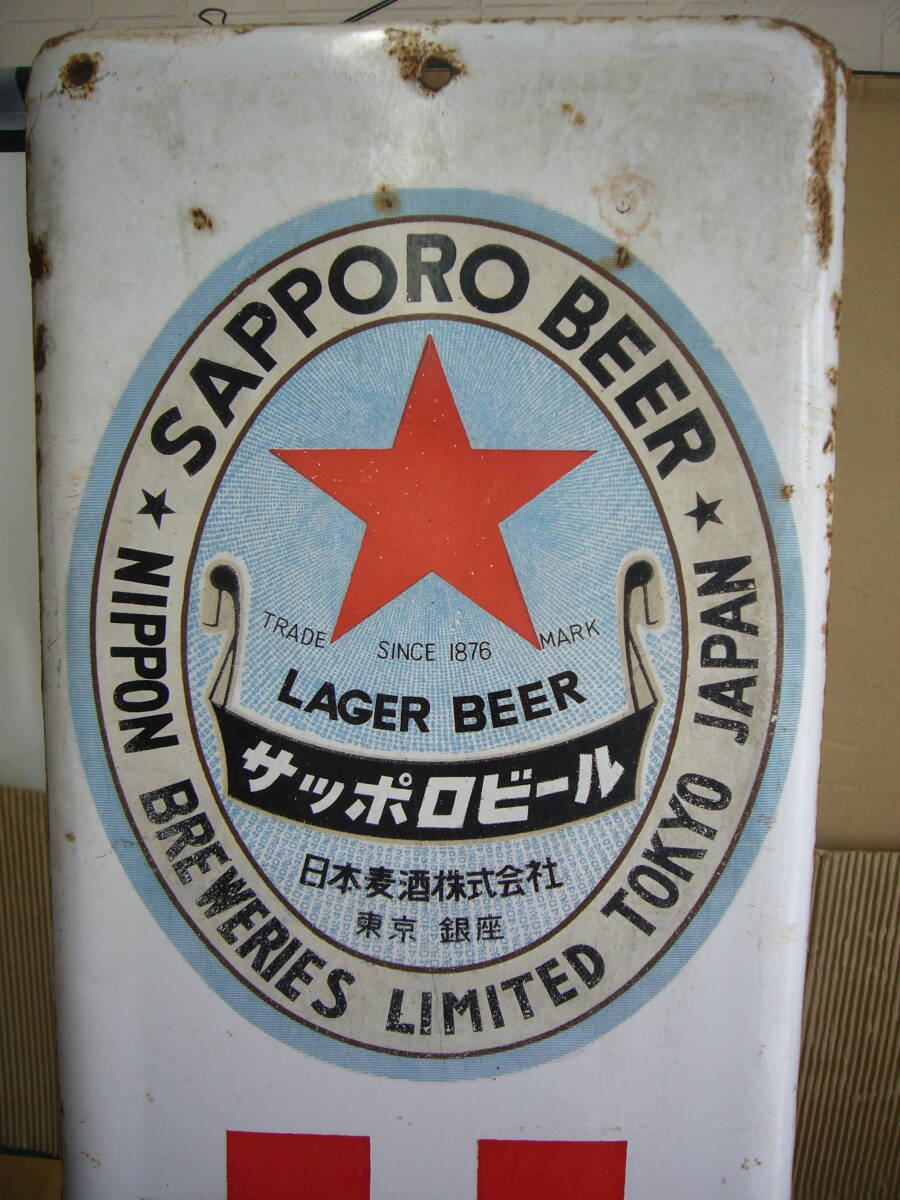 SAPPORO BEER
TRADE SINCE 1876 MARK
LAGER BEER
サッポロビール
日本麦酒株式会社
東京 銀座
NIPPON BREWERIES LIMITED TOKYO JAPAN